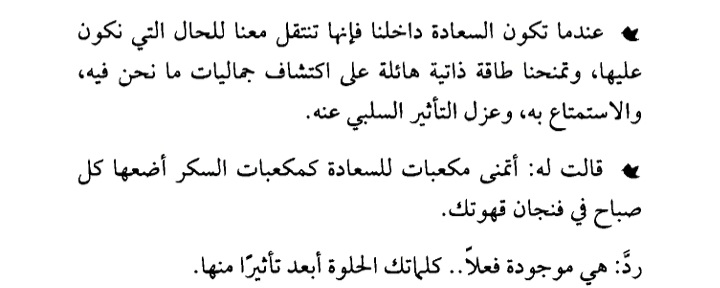 عندما تكون السعادة داخلنا فإنها تنتقل معنا للحال التي نكون
عليها، وتمنحنا طاقة ذاتية هائلة على اكتشاف جماليات ما نحن فيه،
والاستمتاع به، وعزل التأثير السلبي عنه.
قالت له: أتمنى مكعبات للسعادة كمكعبات السكر أضعها كل
صباح في فنجان قهوتك.
ردَّ: هي موجودة فعلاً.. كلماتك الحلوة أبعد تأثيرًا منها.